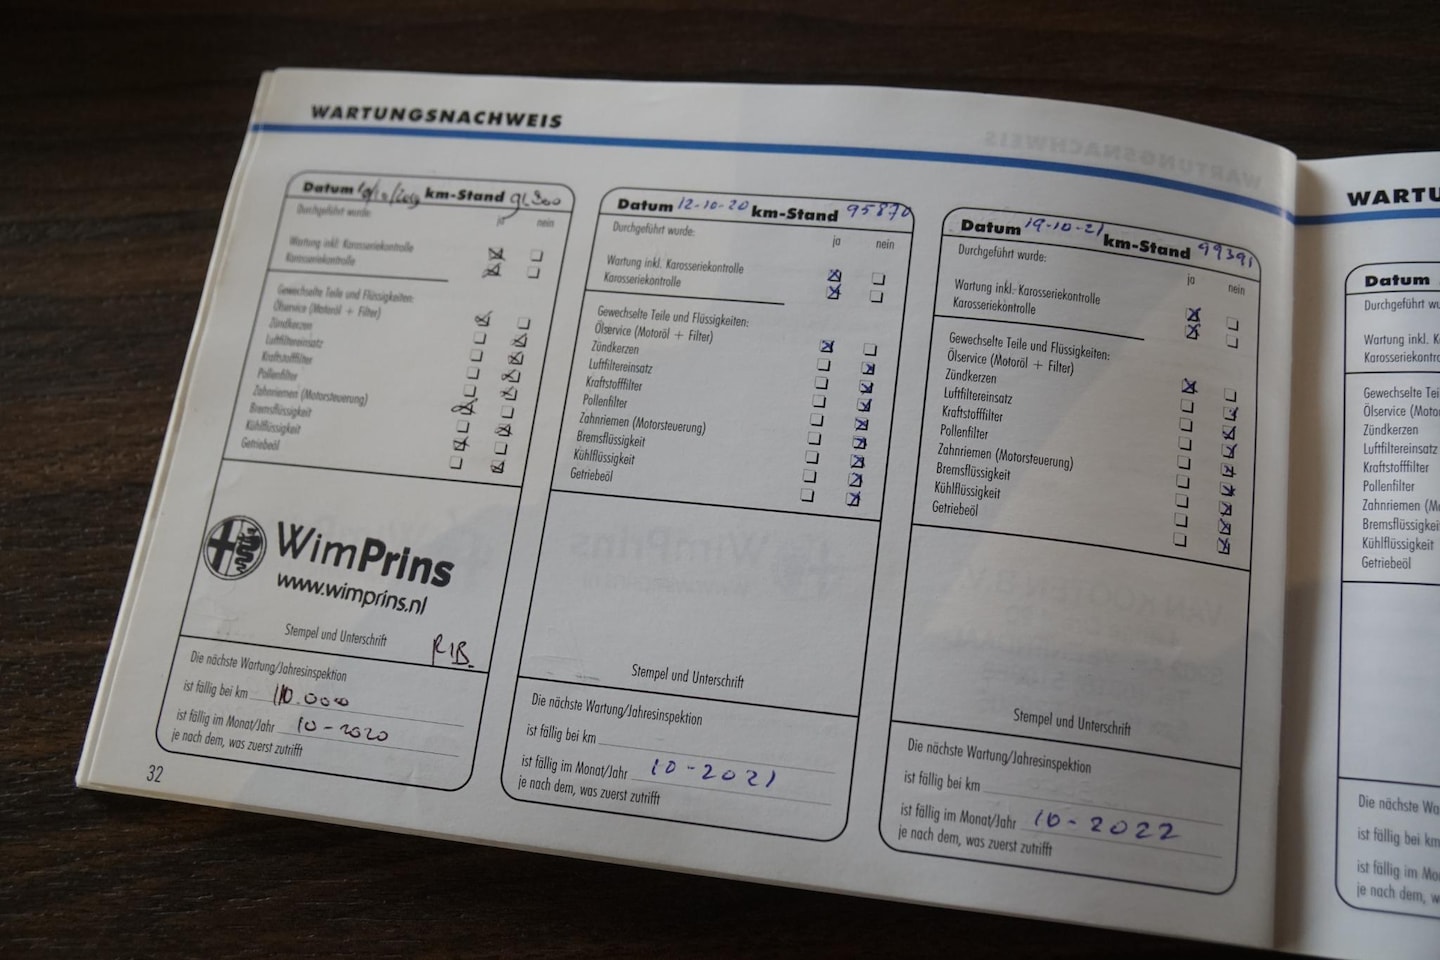 WARTUNGSNACHWEIS
Datum km-Stand
Durchgeführt wurde:
ja nein
Wartung inkl. Karosseriekontrolle
Karosseriekontrolle
Gewechselte Teile und Flüssigkeiten:
Ölservice (Motoröl + Filter)
Zündkerzen
Luftfiltereinsatz
Kraftstofffilter
Pollenfilter
Zahnriemen (Motorsteuerung)
Bremsflüssigkeit
Kühlflüssigkeit
Getriebeöl
WimPrins
www.wimprins.nl
Stempel und Unterschrift
Die nächste Wartung/Jahresinspektion
ist fällig bei km 110.000
ist fällig im Monat/Jahr 10-2020
je nach dem, was zuerst zutrifft
32
Datum 12-10-20 km-Stand 95870
Durchgeführt wurde:
ja nein
Wartung inkl. Karosseriekontrolle
Karosseriekontrolle
Gewechselte Teile und Flüssigkeiten:
Ölservice (Motoröl + Filter)
Zündkerzen
Luftfiltereinsatz
Kraftstofffilter
Pollenfilter
Zahnriemen (Motorsteuerung)
Bremsflüssigkeit
Kühlflüssigkeit
Getriebeöl
Stempel und Unterschrift
Die nächste Wartung/Jahresinspektion
ist fällig bei km
ist fällig im Monat/Jahr 10-2021
je nach dem, was zuerst zutrifft
Datum 19-10-21 km-Stand 99391
Durchgeführt wurde:
ja nein
Wartung inkl. Karosseriekontrolle
Karosseriekontrolle
Gewechselte Teile und Flüssigkeiten:
Ölservice (Motoröl + Filter)
Zündkerzen
Luftfiltereinsatz
Kraftstofffilter
Pollenfilter
Zahnriemen (Motorsteuerung)
Bremsflüssigkeit
Kühlflüssigkeit
Getriebeöl
Stempel und Unterschrift
Die nächste Wartung/Jahresinspektion
ist fällig bei km
ist fällig im Monat/Jahr 10-2022
je nach dem, was zuerst zutrifft
WARTU
Datum
Durchgeführt wu
Wartung inkl. K
Karosseriekontro
Gewechselte Teil
Ölservice (Motor
Zündkerzen
Luftfiltereinsatz
Kraftstofffilter
Pollenfilter
Zahnriemen (M
Bremsflüssigkeit
Kühlflüssigkeit
Getriebeöl
Die nächste Wa
ist fällig bei km
ist fällig im Mo
je nach dem, w